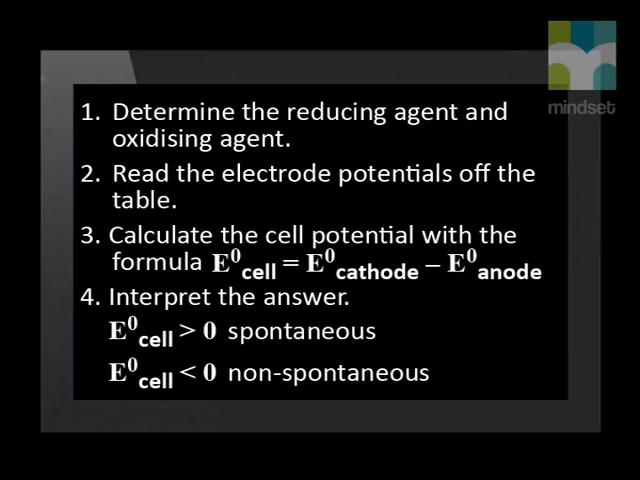 mindset
1. Determine the reducing agent and
oxidising agent.
2. Read the electrode potentials off the
table.
3. Calculate the cell potential with the
formula E⁰cell = E⁰cathode – E⁰anode
4. Interpret the answer.
E⁰cell > 0 spontaneous
E⁰cell < 0 non-spontaneous